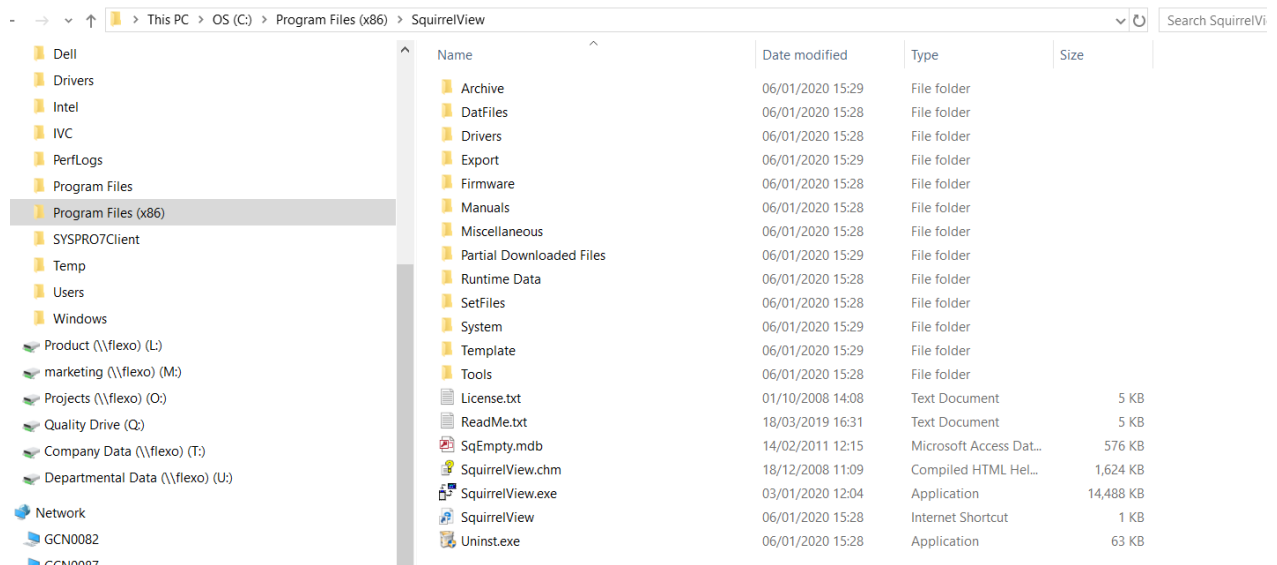 This PC > OS (C:) > Program Files (x86) > SquirrelView
Search SquirrelVi
Dell
Drivers
Intel
IVC
PerfLogs
Program Files
Program Files (x86)
SYSPRO7Client
Temp
Users
Windows
Product (\\flexo) (L:)
marketing (\\flexo) (M:)
Projects (\\flexo) (O:)
Quality Drive (Q:)
Company Data (\\flexo) (T:)
Departmental Data (\\flexo) (U:)
Network
GCN0082
GCN0087
Name Date modified Type Size
Archive 06/01/2020 15:29 File folder
DatFiles 06/01/2020 15:28 File folder
Drivers 06/01/2020 15:28 File folder
Export 06/01/2020 15:29 File folder
Firmware 06/01/2020 15:28 File folder
Manuals 06/01/2020 15:28 File folder
Miscellaneous 06/01/2020 15:28 File folder
Partial Downloaded Files 06/01/2020 15:29 File folder
Runtime Data 06/01/2020 15:28 File folder
SetFiles 06/01/2020 15:28 File folder
System 06/01/2020 15:29 File folder
Template 06/01/2020 15:29 File folder
Tools 06/01/2020 15:28 File folder
License.txt 01/10/2008 14:08 Text Document 5 KB
ReadMe.txt 18/03/2019 16:31 Text Document 5 KB
SqEmpty.mdb 14/02/2011 12:15 Microsoft Access Dat... 576 KB
SquirrelView.chm 18/12/2008 11:09 Compiled HTML Hel... 1,624 KB
SquirrelView.exe 03/01/2020 12:04 Application 14,488 KB
SquirrelView 06/01/2020 15:28 Internet Shortcut 1 KB
Uninst.exe 06/01/2020 15:28 Application 63 KB